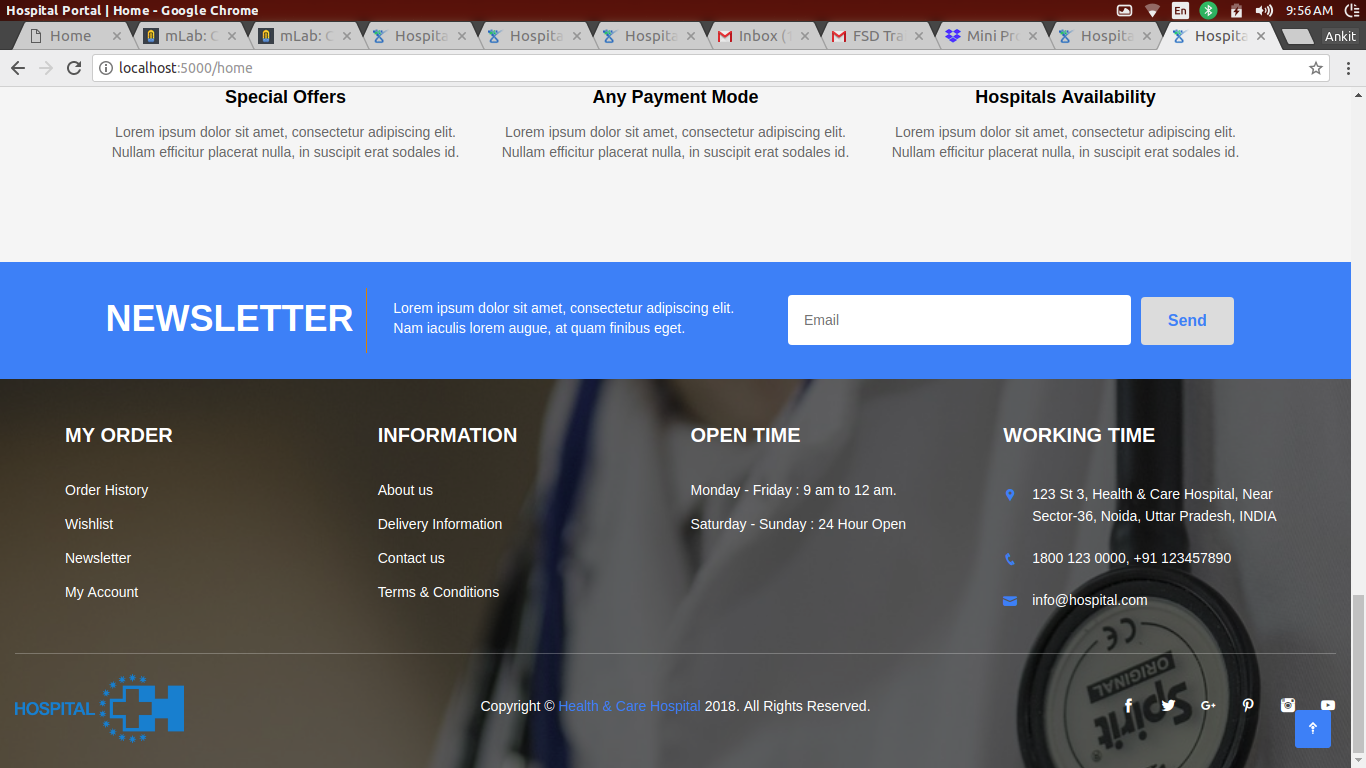 Hospital Portal | Home - Google Chrome
En
9:56 AM
Home
mLab: C
mLab: C
Hospita
Hospita
Hospita
Inbox (1
FSD Tra
Mini Pro
Hospita
Hospita
Ankit
localhost:5000/home
Special Offers
Any Payment Mode
Hospitals Availability
Lorem ipsum dolor sit amet, consectetur adipiscing elit.
Nullam efficitur placerat nulla, in suscipit erat sodales id.
Lorem ipsum dolor sit amet, consectetur adipiscing elit.
Nullam efficitur placerat nulla, in suscipit erat sodales id.
Lorem ipsum dolor sit amet, consectetur adipiscing elit.
Nullam efficitur placerat nulla, in suscipit erat sodales id.
NEWSLETTER
Lorem ipsum dolor sit amet, consectetur adipiscing elit.
Nam iaculis lorem augue, at quam finibus eget.
Email
Send
MY ORDER
Order History
Wishlist
Newsletter
My Account
INFORMATION
About us
Delivery Information
Contact us
Terms & Conditions
OPEN TIME
Monday - Friday : 9 am to 12 am.
Saturday - Sunday : 24 Hour Open
WORKING TIME
123 St 3, Health & Care Hospital, Near
Sector-36, Noida, Uttar Pradesh, INDIA
1800 123 0000, +91 123457890
info@hospital.com
CE
ORIGINAL
Spirit
HOSPITAL H
Copyright © Health & Care Hospital 2018. All Rights Reserved.